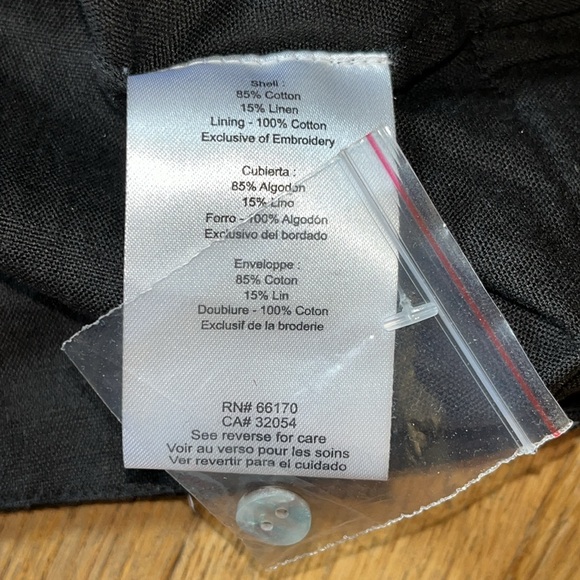 Shell :
85% Cotton
15% Linen
Lining - 100% Cotton
Exclusive of Embroidery
Cubierta :
85% Algodon
15% Lino
Forro - 100% Algodón
Exclusivo del bordado
Enveloppe :
85% Coton
15% Lin
Doublure - 100% Coton
Exclusif de la broderie
RN# 66170
CA# 32054
See reverse for care
Voir au verso pour les soins
Ver revertir para el cuidado